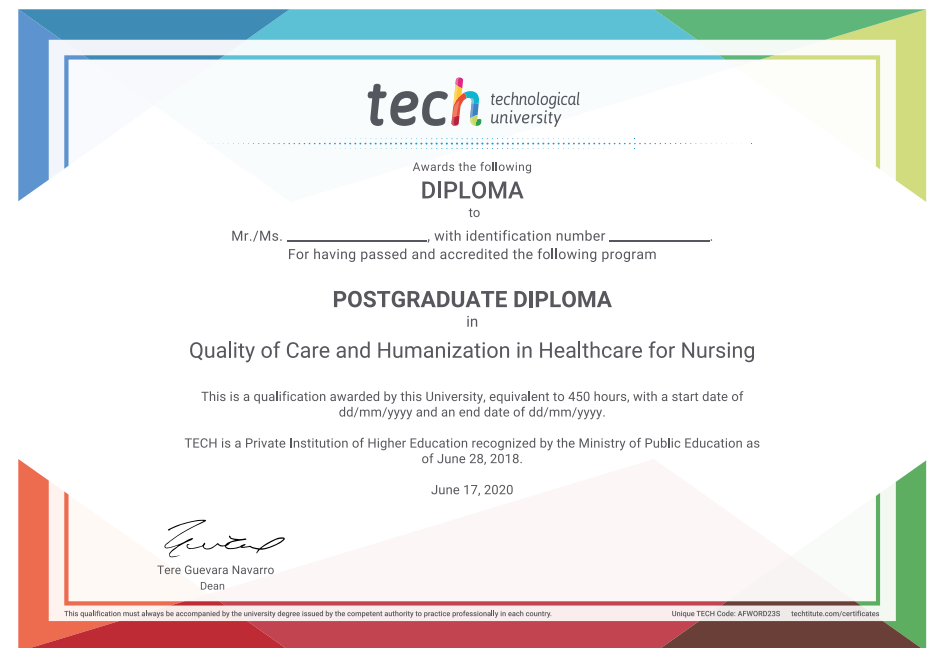 tech technological
university
Awards the following
DIPLOMA
to
Mr./Ms. ____________, with identification number ____________.
For having passed and accredited the following program
POSTGRADUATE DIPLOMA
in
Quality of Care and Humanization in Healthcare for Nursing
This is a qualification awarded by this University, equivalent to 450 hours, with a start date of
dd/mm/yyyy and an end date of dd/mm/yyyy.
TECH is a Private Institution of Higher Education recognized by the Ministry of Public Education as
of June 28, 2018.
June 17, 2020
Tere Guevara Navarro
Dean
This qualification must always be accompanied by the university degree issued by the competent authority to practice professionally in each country.
Unique TECH Code: AFWORD23S techtitute.com/certificates